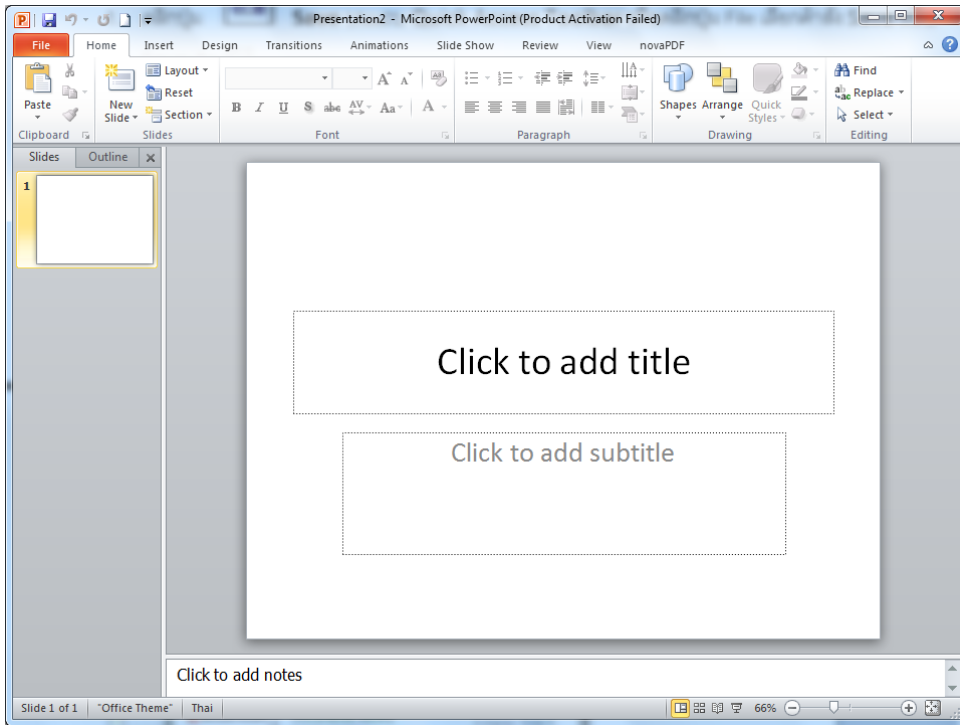 Presentation2 - Microsoft PowerPoint (Product Activation Failed)
File Home Insert Design Transitions Animations Slide Show Review View novaPDF
Paste
New Slide
Layout
Reset
Section
B I U S abc AV Aa A
Shapes Arrange Quick Styles
Find
Replace
Select
Clipboard Slides Font Paragraph Drawing Editing
Slides Outline
1
Click to add title
Click to add subtitle
Click to add notes
Slide 1 of 1 "Office Theme" Thai 66%